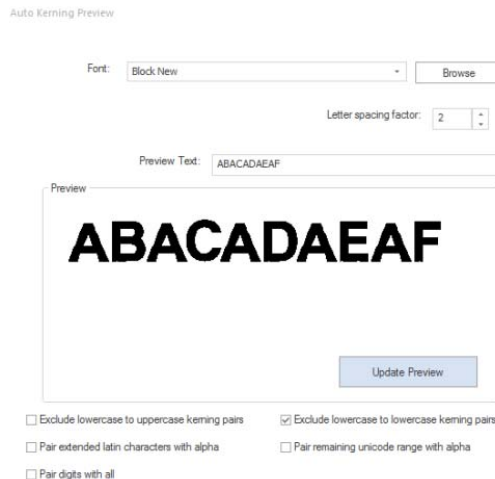 Auto Kerning Preview
Font: Block New Browse
Letter spacing factor: 2
Preview Text: ABACADAEAF
Preview
ABACADAEAF
Update Preview
Exclude lowercase to uppercase kerning pairs Exclude lowercase to lowercase kerning pairs
Pair extended latin characters with alpha Pair remaining unicode range with alpha
Pair digits with all